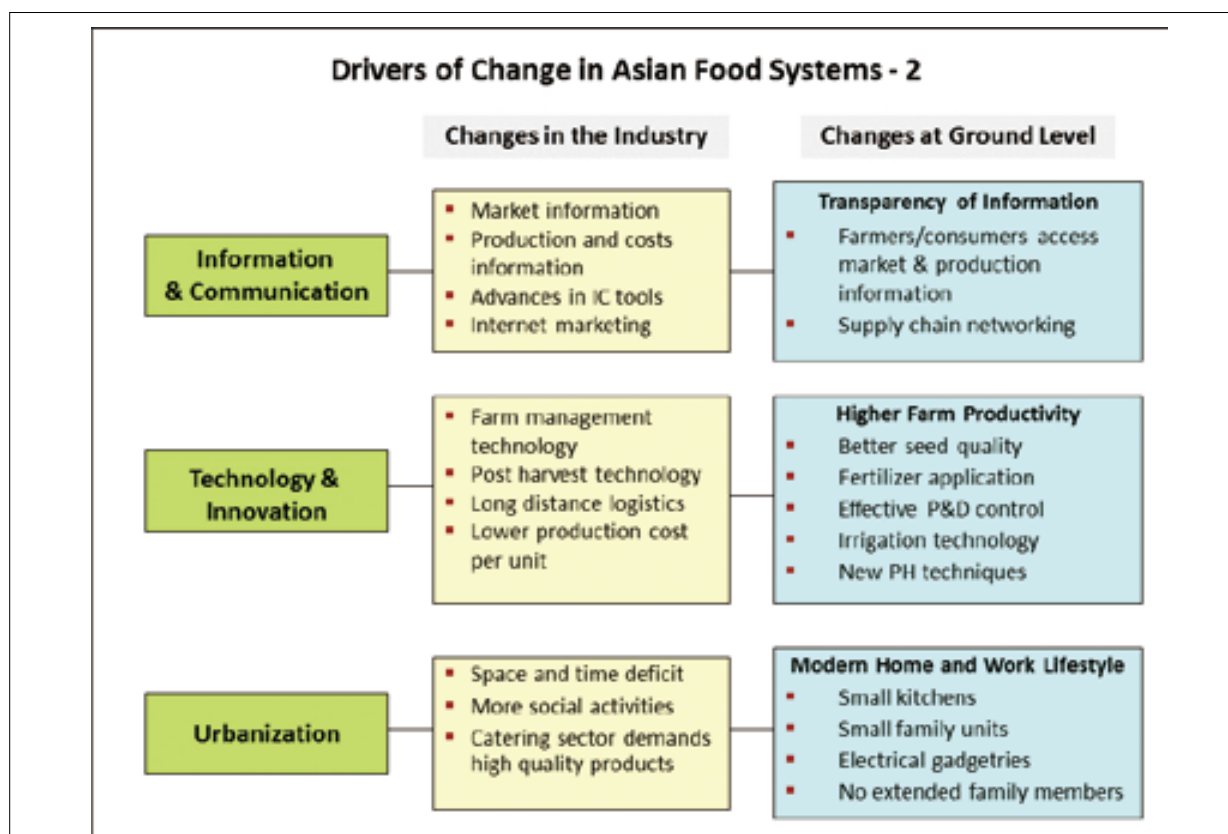 Drivers of Change in Asian Food Systems - 2
Changes in the Industry
Changes at Ground Level
Information
& Communication
▪ Market information
▪ Production and costs
information
▪ Advances in IC tools
▪ Internet marketing
Transparency of Information
▪ Farmers/consumers access
market & production
information
▪ Supply chain networking
Technology &
Innovation
▪ Farm management
technology
▪ Post harvest technology
▪ Long distance logistics
▪ Lower production cost
per unit
Higher Farm Productivity
▪ Better seed quality
▪ Fertilizer application
▪ Effective P&D control
▪ Irrigation technology
▪ New PH techniques
Urbanization
▪ Space and time deficit
▪ More social activities
▪ Catering sector demands
high quality products
Modern Home and Work Lifestyle
▪ Small kitchens
▪ Small family units
▪ Electrical gadgetries
▪ No extended family members